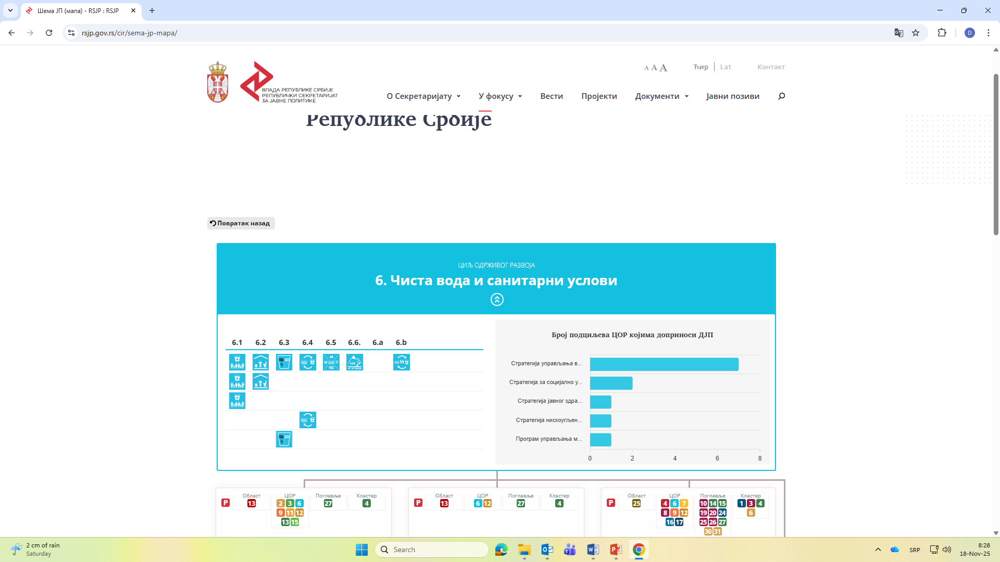 Шема ЈП (мапа) - RSJP : RSJP
rsjp.gov.rs/cir/sema-jp-mapa/
D
A A A
Ћир
Lat
Контакт
ВЛАДА РЕПУБЛИКЕ СРБИЈЕ
РЕПУБЛИЧКИ СЕКРЕТАРИЈАТ
ЗА ЈАВНЕ ПОЛИТИКЕ
О Секретаријату У фокусу Вести Пројекти Документи Јавни позиви
Републике Србије
Повратак назад
ЦИЉ ОДРЖИВОГ РАЗВОЈА
6. Чиста вода и санитарни услови
6.1 6.2 6.3 6.4 6.5 6.6. 6.a 6.b
Број подциљева ЦОР којима доприноси ДЈП
Стратегија управљања в...
Стратегија за социјално у...
Стратегија јавног здра...
Стратегија нискоугљен...
Програм управљања м...
0 2 4 6 8
P
Област
13
ЦОР
2 3 6
9 11 12
13 15
Поглавље
27
Кластер
4
P
Област
13
ЦОР
6 12
Поглавље
27
Кластер
4
P
Област
25
ЦОР
4 6 7
8 9 12
16 17
Поглавље
10 14 15
19 20 24
25 26 27
30 31
Кластер
1 3 4
6
2 cm of rain
Saturday
Search
SRP
8:28
18-Nov-25